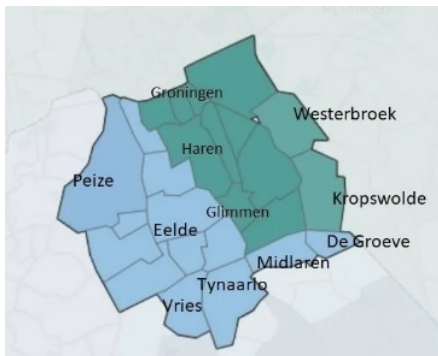 Groningen
Westerbroek
Haren
Peize
Kropswolde
Glimmen
Eelde
De Groeve
Midlaren
Tynaarlo
Vries